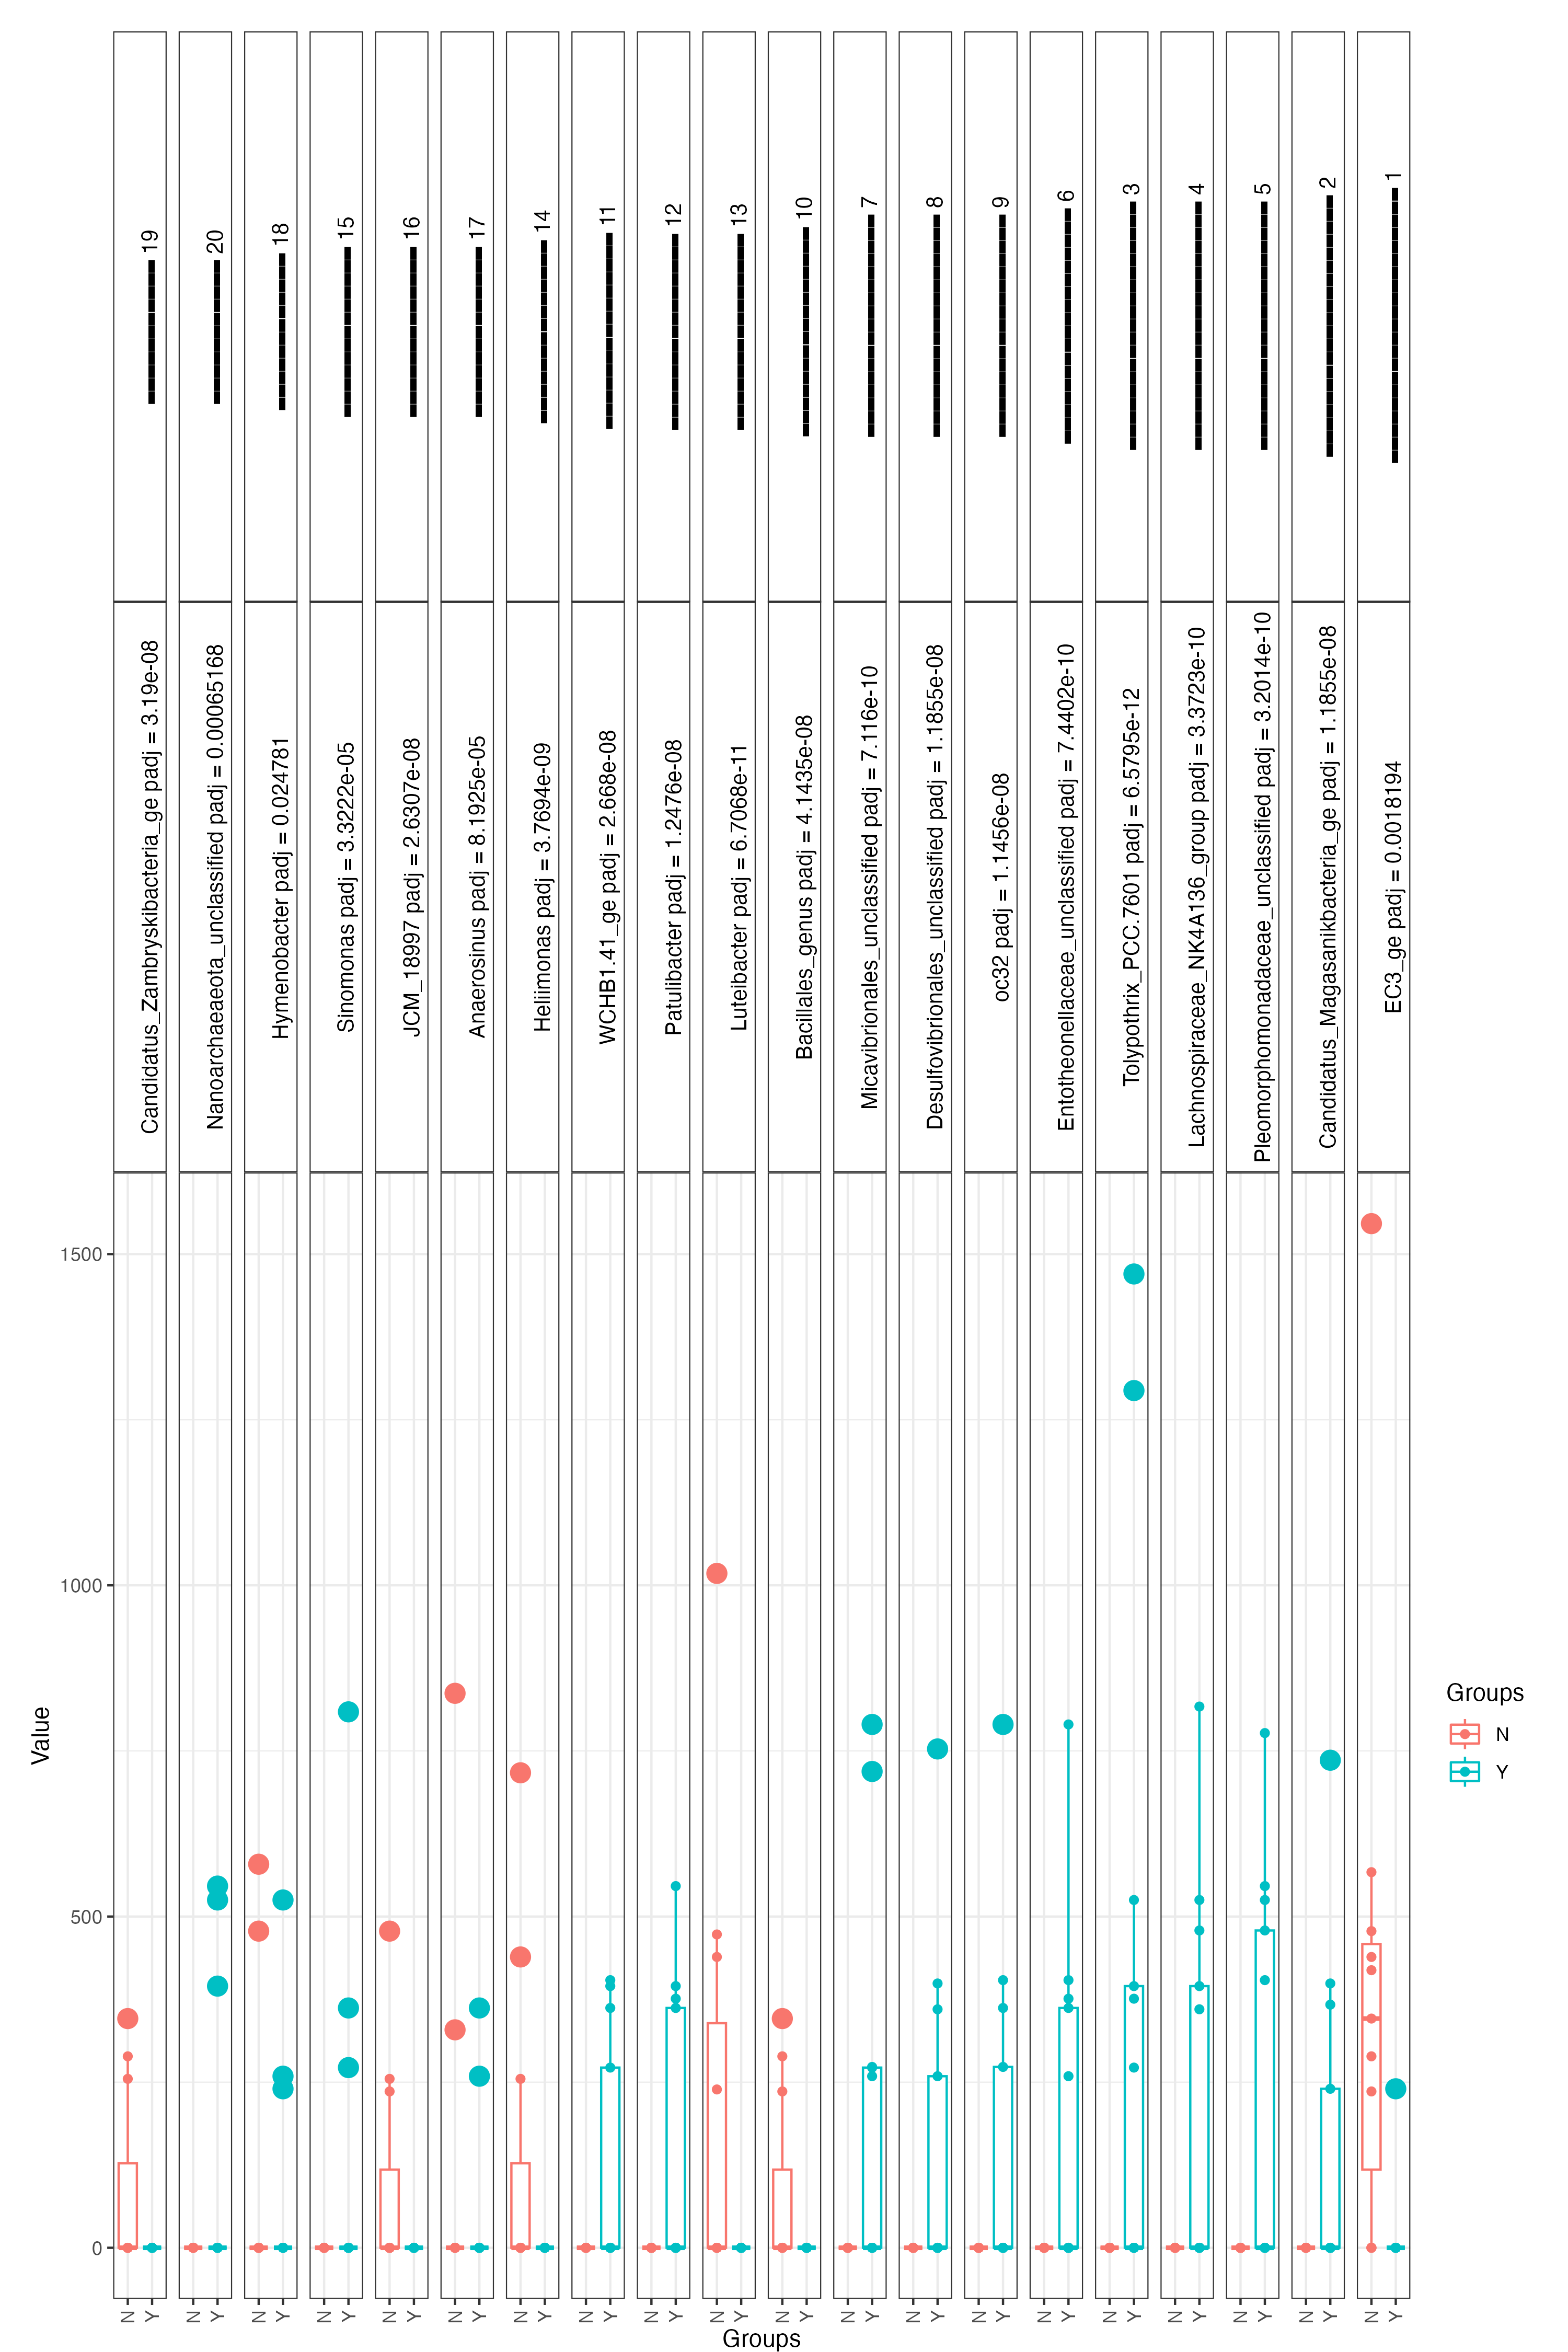 19
20
18
15
16
17
14
11
12
13
10
7
8
9
6
3
4
5
2
1
Candidatus_Zambryskibacteria_ge padj = 3.19e-08
Nanoarchaeaeota_unclassified padj = 0.00065168
Hymenobacter padj = 0.024781
Sinomonas padj = 3.3222e-05
JCM_18997 padj = 2.6307e-08
Anaerosinus padj = 8.1925e-05
Heliimonas padj = 3.7694e-09
WCHB1.41_ge padj = 2.668e-08
Patulibacter padj = 1.2476e-08
Luteibacter padj = 6.7068e-11
Bacillales_genus padj = 4.1435e-08
Micavibrionales_unclassified padj = 7.116e-10
Desulfovibrionales_unclassified padj = 1.1855e-08
oc32 padj = 1.1456e-08
Entotheonellaceae_unclassified padj = 7.4402e-10
Tolypothrix_PCC.7601 padj = 6.5795e-12
Lachnospiraceae_NK4A136_group padj = 3.3723e-10
Pleomorphomonadaceae_unclassified padj = 3.2014e-10
Candidatus_Magasanikbacteria_ge padj = 1.1855e-08
EC3_ge padj = 0.0018194
1500
1000
500
0
Value
N Y N Y N Y N Y N Y N Y N Y N Y N Y N Y N Y N Y N Y N Y N Y N Y N Y N Y N Y N Y
Groups
Groups
N
Y